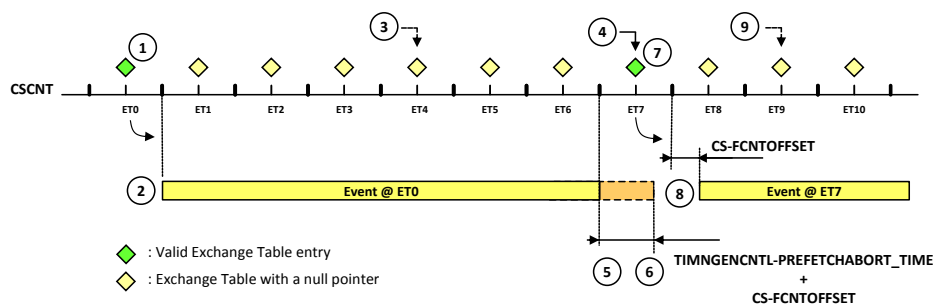 1
3
4
7
9
CSCNT
ET0
ET1
ET2
ET3
ET4
ET5
ET6
ET7
ET8
ET9
ET10
CS-FCNTOFFSET
2
Event @ ET0
8
Event @ ET7
: Valid Exchange Table entry
: Exchange Table with a null pointer
5
6
TIMNGENCNTL-PREFETCHABORT_TIME
+
CS-FCNTOFFSET